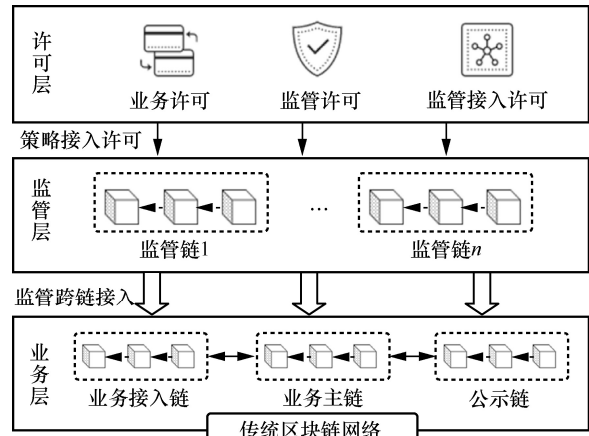 许可层
业务许可
监管许可
监管接入许可
策略接入许可
监管层
监管链1
...
监管链n
监管跨链接入
业务层
业务接入链
业务主链
公示链
传统区块链网络